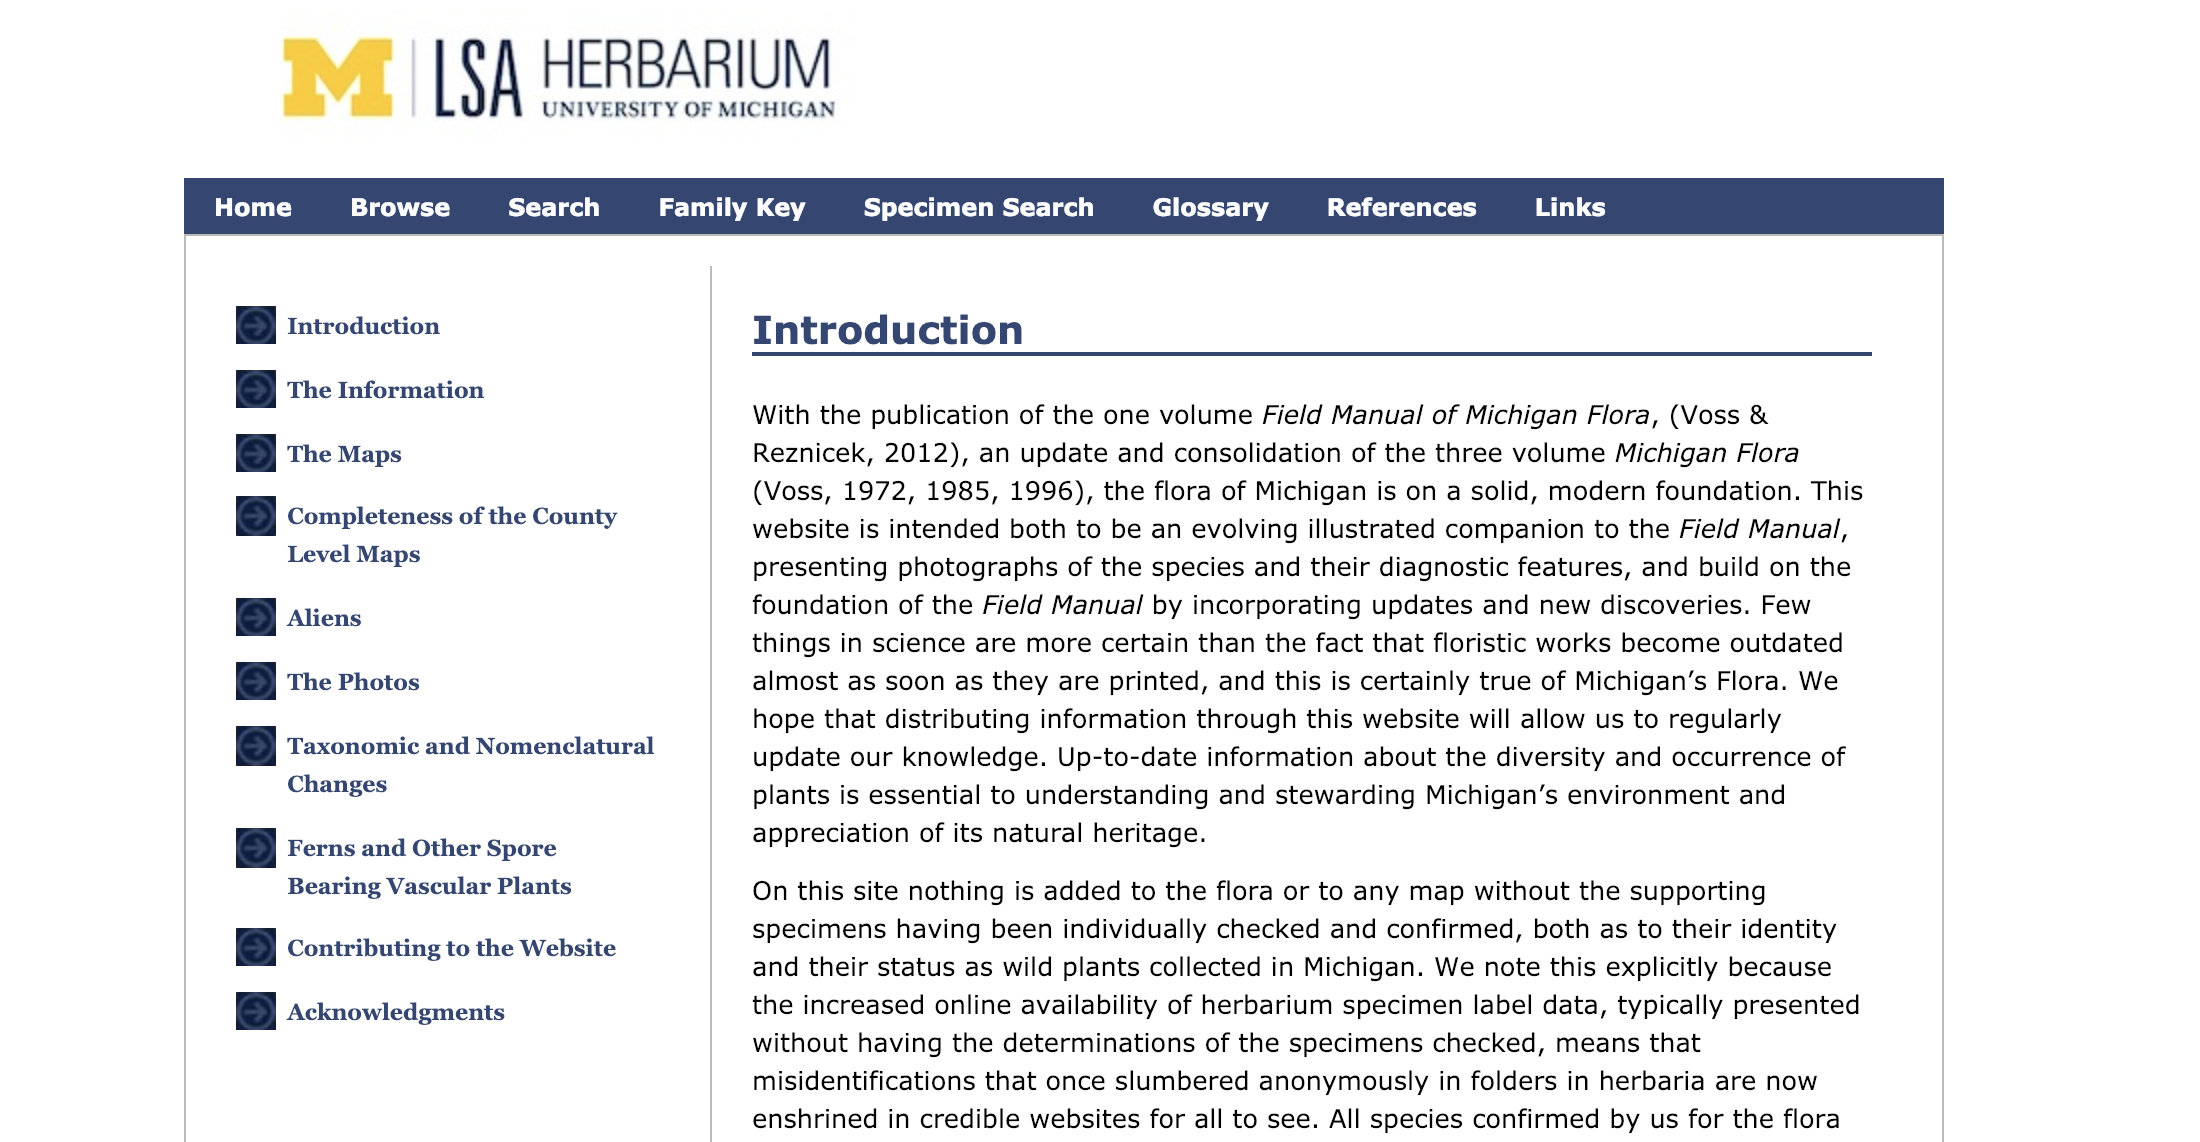 M | LSA HERBARIUM
UNIVERSITY OF MICHIGAN
Home Browse Search Family Key Specimen Search Glossary References Links
Introduction
The Information
The Maps
Completeness of the County
Level Maps
Aliens
The Photos
Taxonomic and Nomenclatural
Changes
Ferns and Other Spore
Bearing Vascular Plants
Contributing to the Website
Acknowledgments
Introduction
With the publication of the one volume Field Manual of Michigan Flora, (Voss &
Reznicek, 2012), an update and consolidation of the three volume Michigan Flora
(Voss, 1972, 1985, 1996), the flora of Michigan is on a solid, modern foundation. This
website is intended both to be an evolving illustrated companion to the Field Manual,
presenting photographs of the species and their diagnostic features, and build on the
foundation of the Field Manual by incorporating updates and new discoveries. Few
things in science are more certain than the fact that floristic works become outdated
almost as soon as they are printed, and this is certainly true of Michigan’s Flora. We
hope that distributing information through this website will allow us to regularly
update our knowledge. Up-to-date information about the diversity and occurrence of
plants is essential to understanding and stewarding Michigan’s environment and
appreciation of its natural heritage.
On this site nothing is added to the flora or to any map without the supporting
specimens having been individually checked and confirmed, both as to their identity
and their status as wild plants collected in Michigan. We note this explicitly because
the increased online availability of herbarium specimen label data, typically presented
without having the determinations of the specimens checked, means that
misidentifications that once slumbered anonymously in folders in herbaria are now
enshrined in credible websites for all to see. All species confirmed by us for the flora